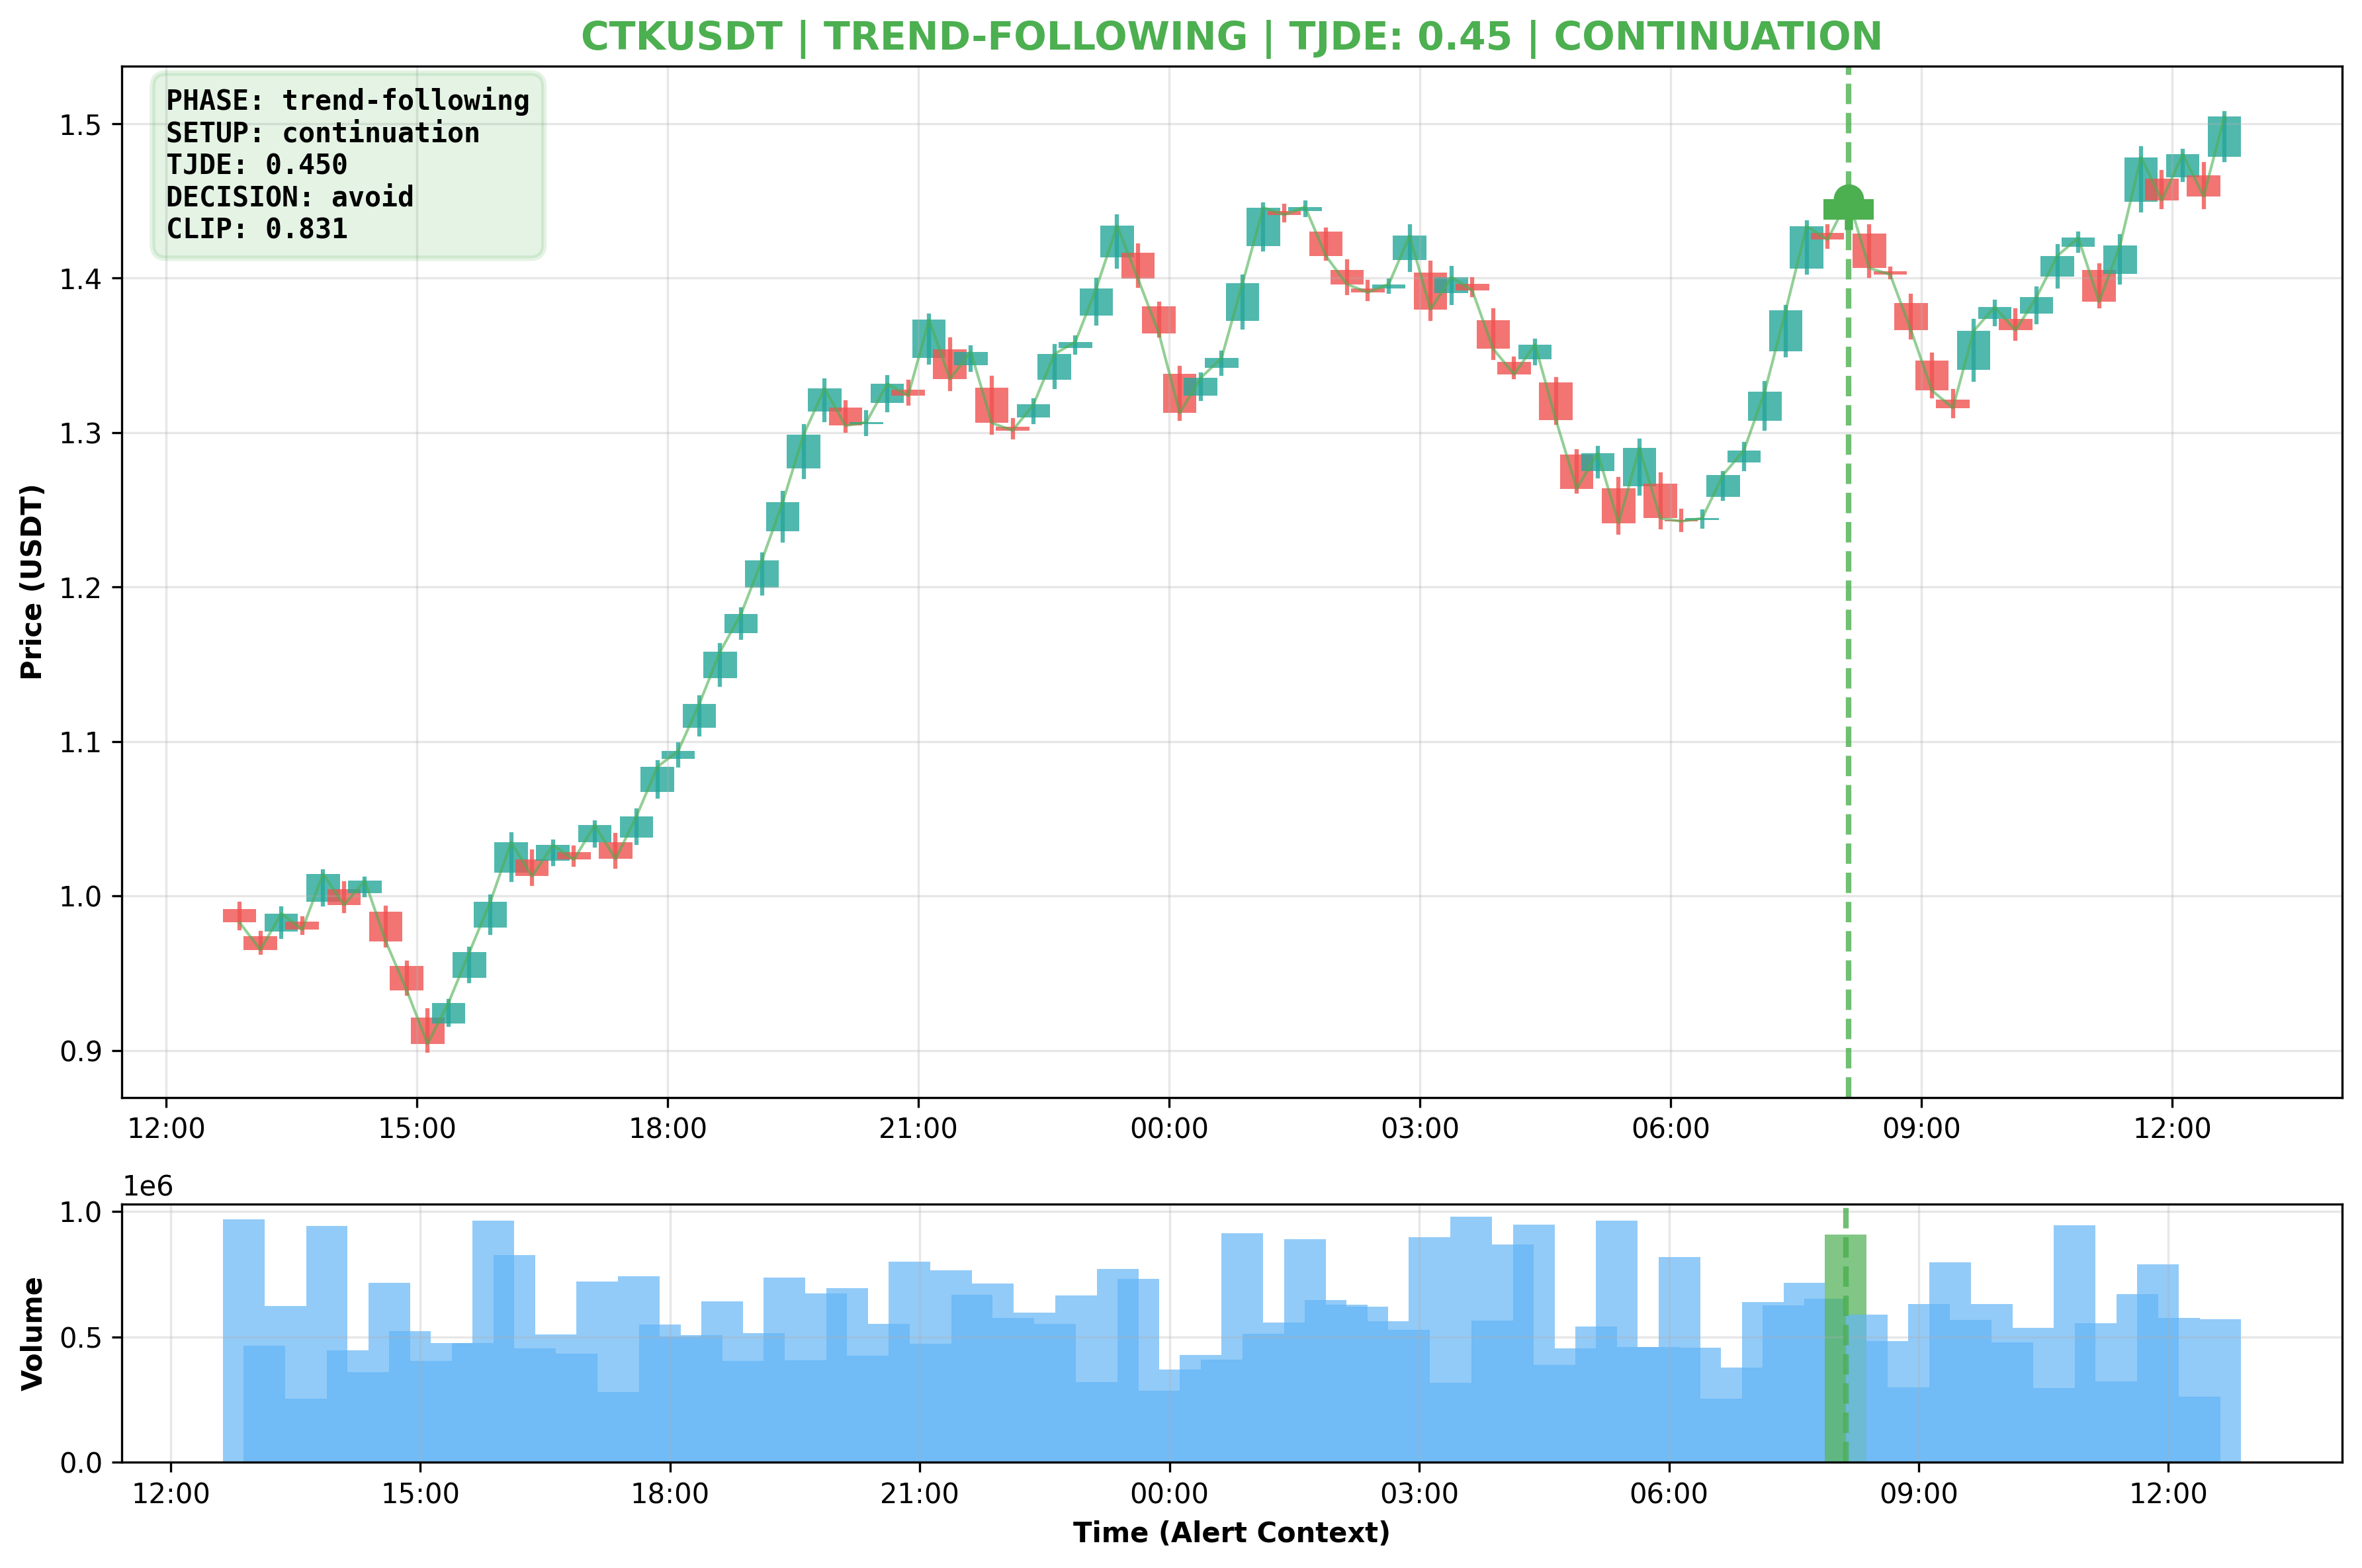 CTKUSDT | TREND-FOLLOWING | TJDE: 0.45 | CONTINUATION
PHASE: trend-following
SETUP: continuation
TJDE: 0.450
DECISION: avoid
CLIP: 0.831
Price (USDT)
1.5
1.4
1.3
1.2
1.1
1.0
0.9
12:00 15:00 18:00 21:00 00:00 03:00 06:00 09:00 12:00
1e6
Volume
1.0
0.5
0.0
12:00 15:00 18:00 21:00 00:00 03:00 06:00 09:00 12:00
Time (Alert Context)